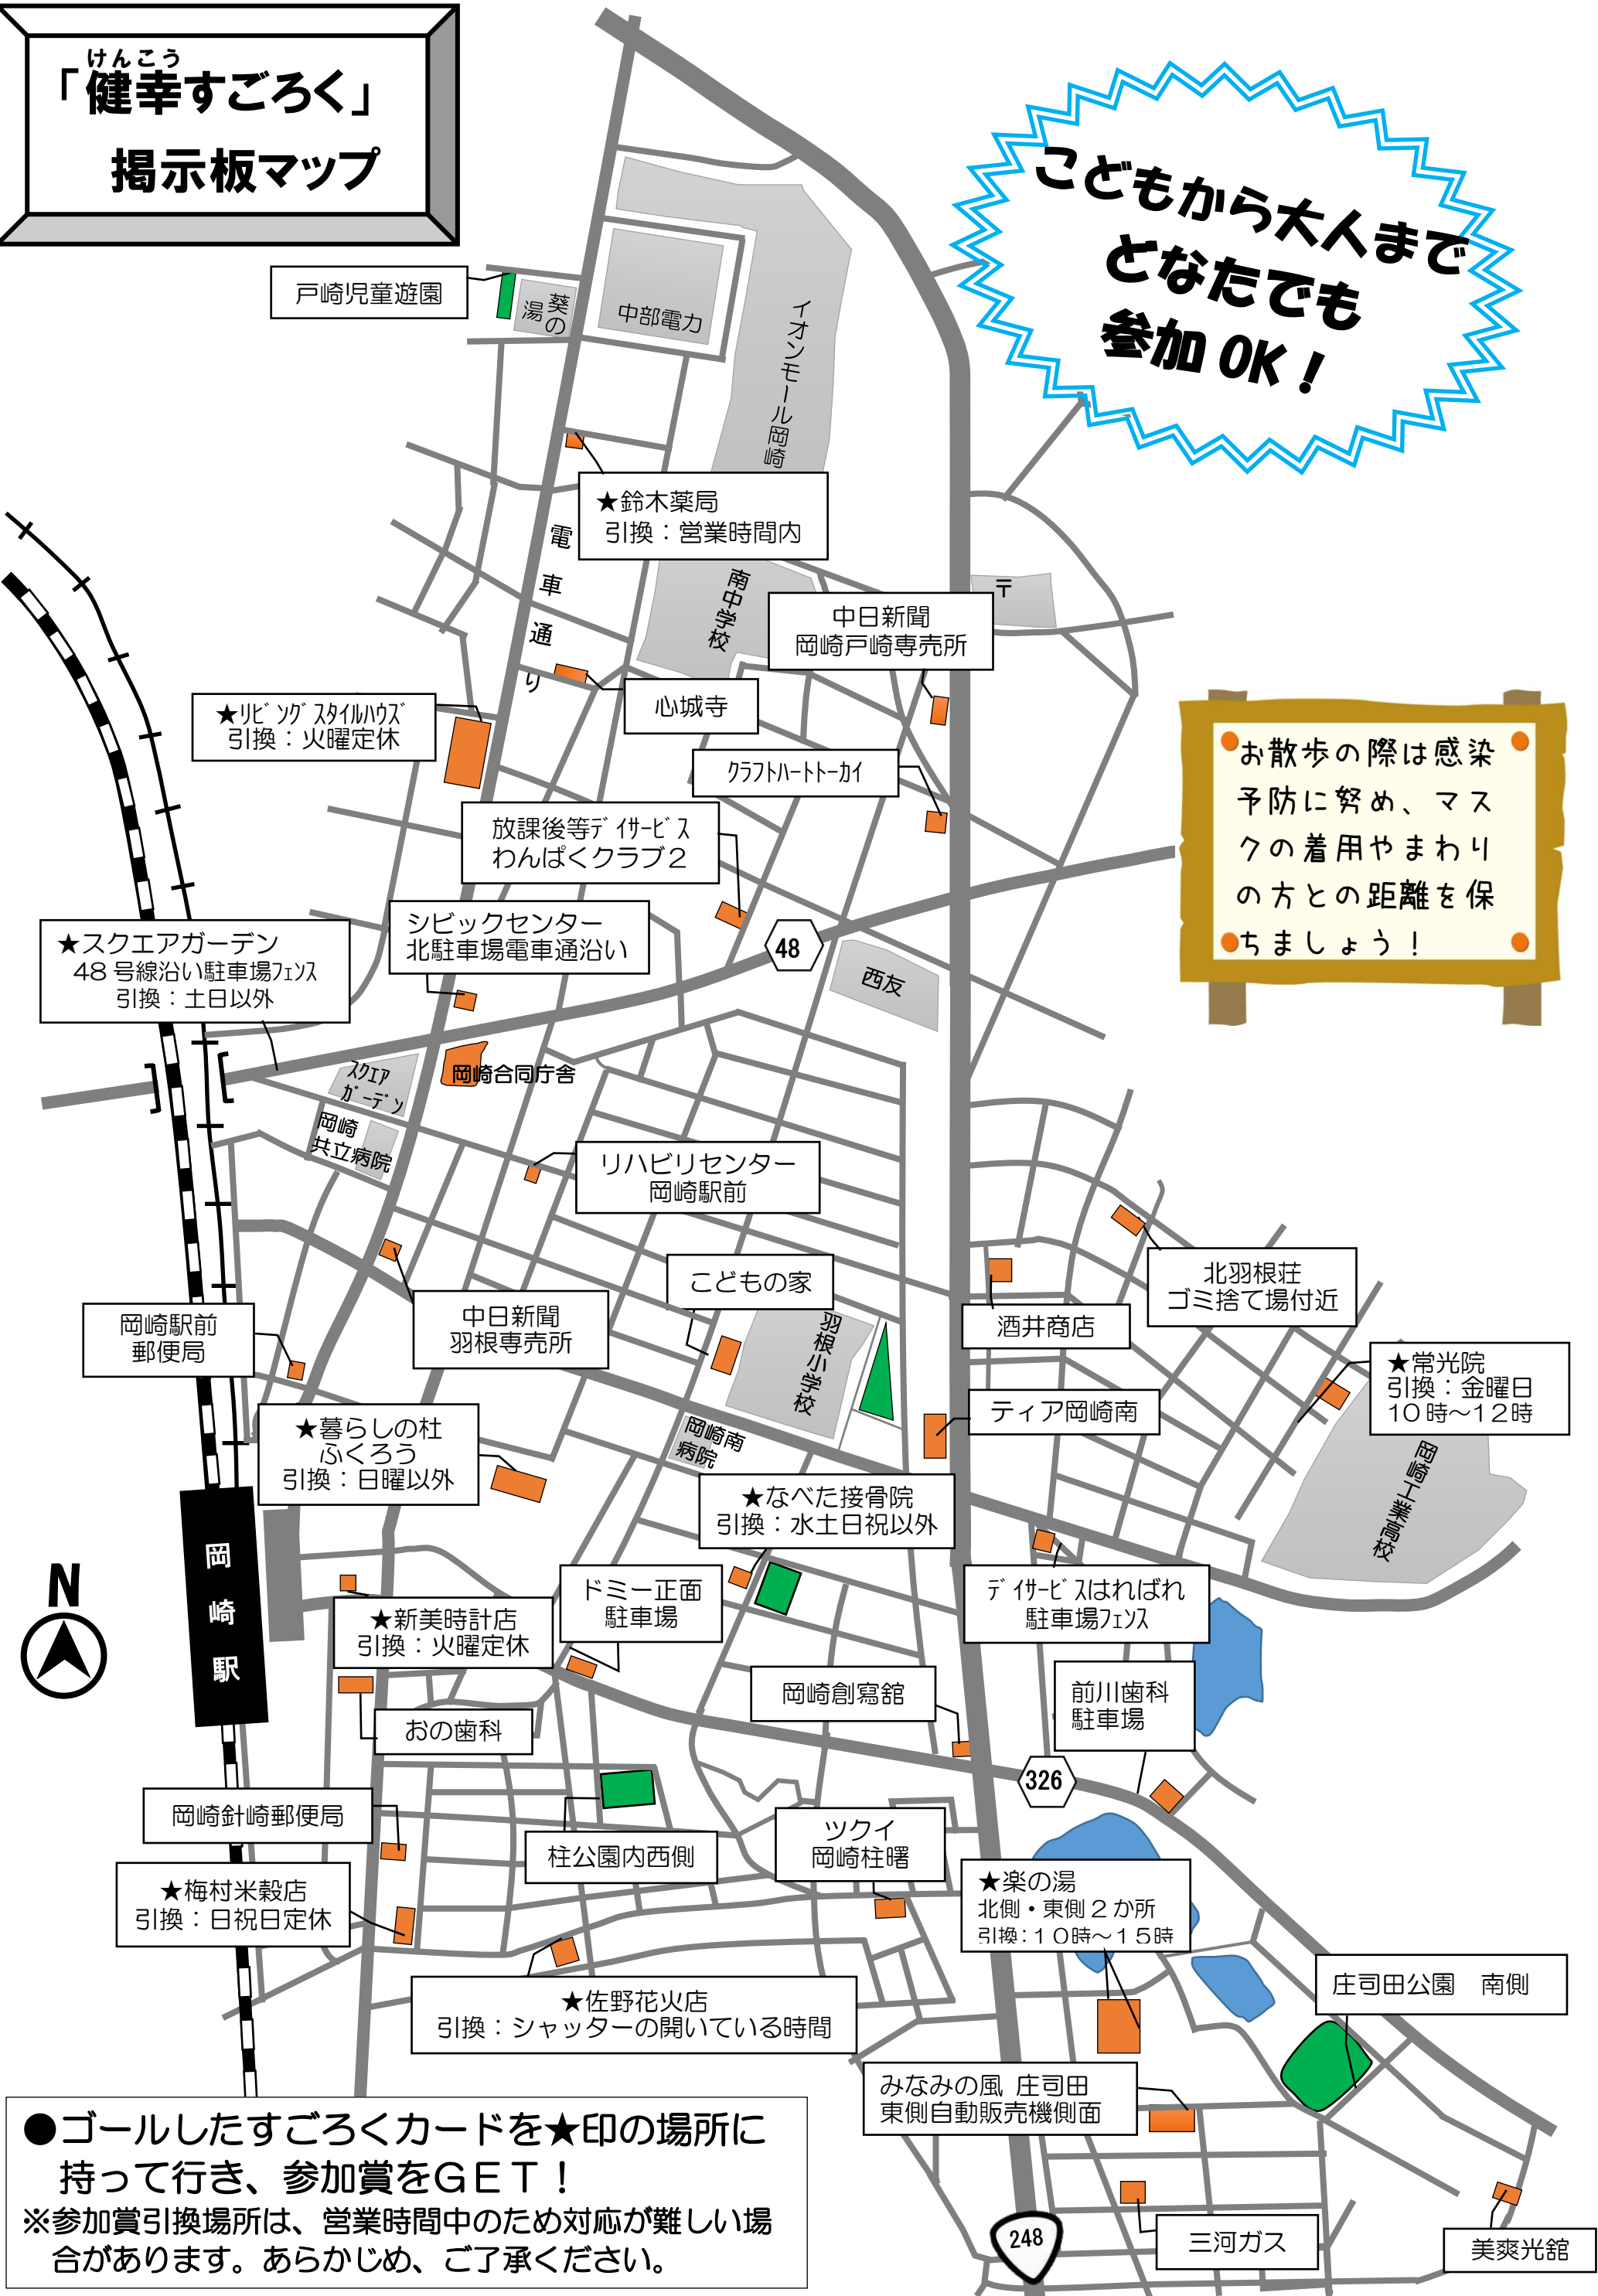 けんこう
「健幸すごろく」
掲示板マップ
こどもから大人まで
どなたでも
参加OK！
戸崎児童遊園
葵の
湯
中部電力
イオンモール岡崎
★鈴木薬局
引換：営業時間内
電車通り
南中学校
〒
中日新聞
岡崎戸崎専売所
心城寺
★ﾘﾋﾞﾝｸﾞｽﾀｲﾙﾊｳｽﾞ
引換：火曜定休
ｸﾗﾌﾄﾊｰﾄﾄｰｶｲ
お散歩の際は感染
予防に努め、マス
クの着用やまわり
の方との距離を保
ちましょう！
放課後等ﾃﾞｲｻｰﾋﾞｽ
わんぱくクラブ２
シビックセンター
北駐車場電車通沿い
48
★スクエアガーデン
48号線沿い駐車場ﾌｪﾝｽ
引換：土日以外
西友
ｽｸｴｱ
ｶﾞｰﾃﾞﾝ
岡崎合同庁舎
岡崎
共立病院
リハビリセンター
岡崎駅前
こどもの家
北羽根荘
ゴミ捨て場付近
中日新聞
羽根専売所
岡崎駅前
郵便局
羽根小学校
酒井商店
★常光院
引換：金曜日
10時～12時
ティア岡崎南
★暮らしの杜
ふくろう
引換：日曜以外
岡崎南
病院
岡崎工業高校
★なべた接骨院
引換：水土日祝以外
岡崎駅
N
ドミー正面
駐車場
ﾃﾞｲｻｰﾋﾞｽはればれ
駐車場ﾌｪﾝｽ
★新美時計店
引換：火曜定休
岡崎創寫舘
前川歯科
駐車場
おの歯科
326
岡崎針崎郵便局
柱公園内西側
ツクイ
岡崎柱曙
★梅村米穀店
引換：日祝日定休
★楽の湯
北側・東側２か所
引換：１０時～１５時
★佐野花火店
引換：シャッターの開いている時間
庄司田公園　南側
みなみの風 庄司田
東側自動販売機側面
●ゴールしたすごろくカードを★印の場所に
持って行き、参加賞をＧＥＴ！
※参加賞引換場所は、営業時間中のため対応が難しい場
合があります。あらかじめ、ご了承ください。
248
三河ガス
美爽光舘